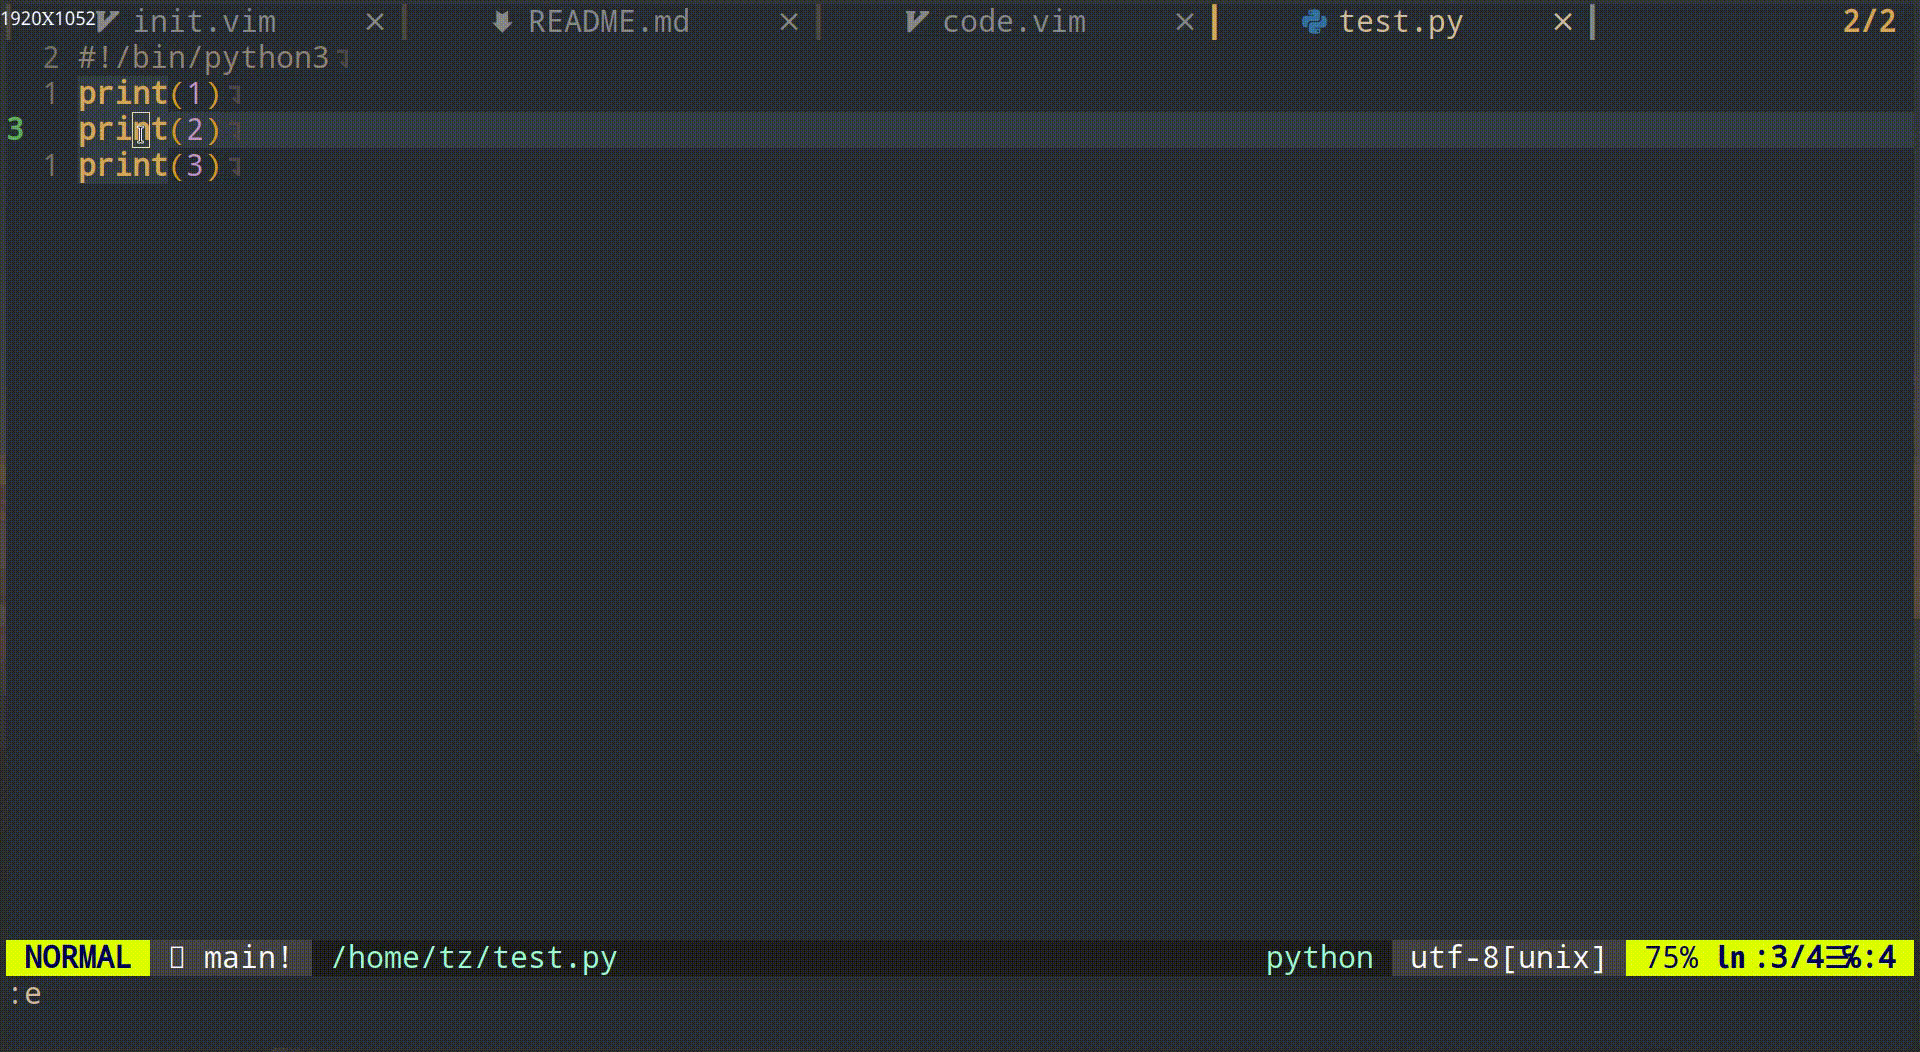 1920X1052 init.vim × README.md × code.vim × test.py × 2/2
2 #!/bin/python3
1 print(1)
3 print(2)
1 print(3)
NORMAL main! /home/tz/test.py python utf-8[unix] 75% ln :3/4☰%:4
:e